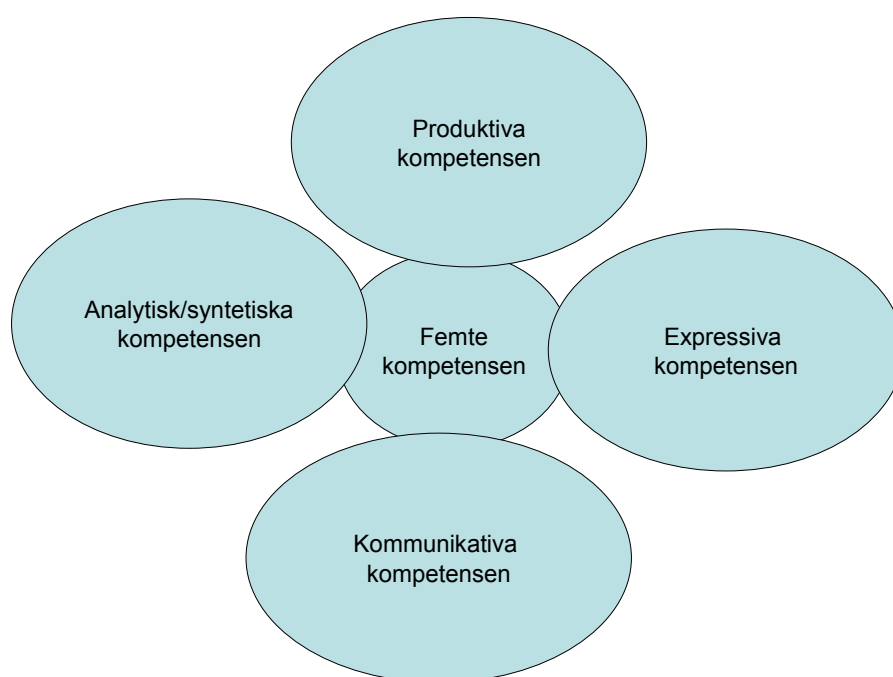 Produktiva
kompetensen
Analytisk/syntetiska
kompetensen
Femte
kompetensen
Expressiva
kompetensen
Kommunikativa
kompetensen